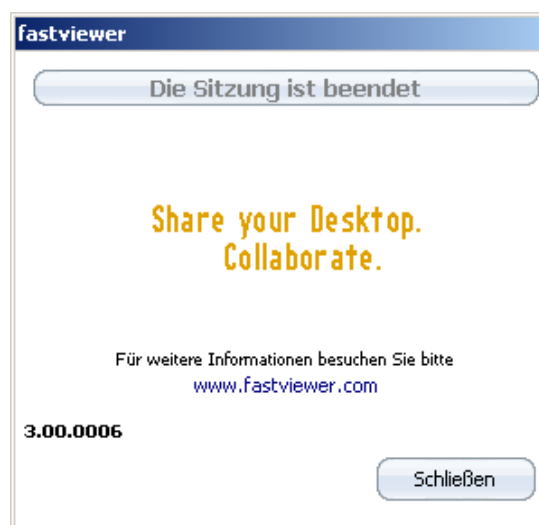 fastviewer
Die Sitzung ist beendet
Share your Desktop.
Collaborate.
Für weitere Informationen besuchen Sie bitte
www.fastviewer.com
3.00.0006
Schließen